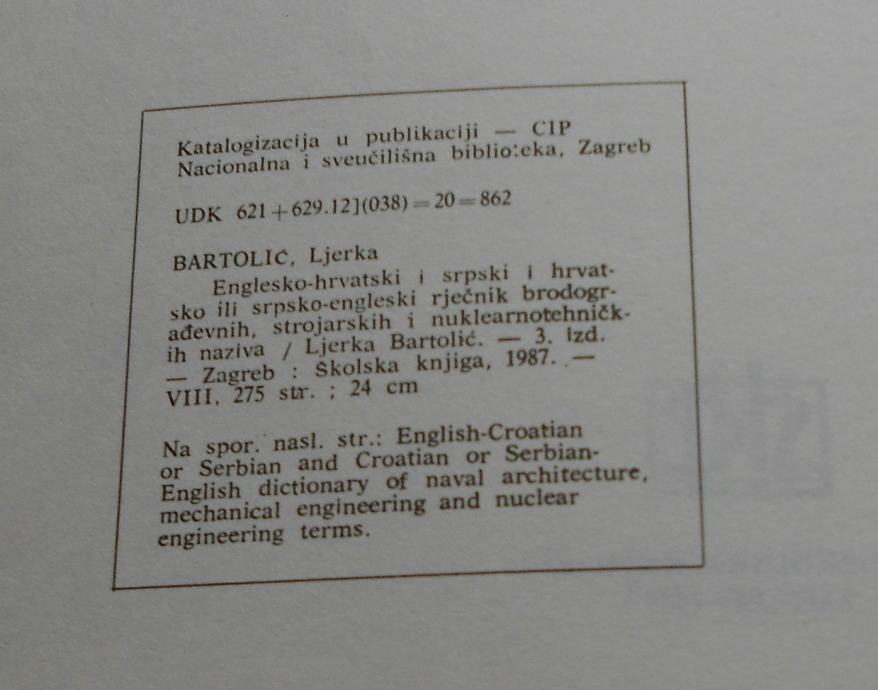 Katalogizacija u publikaciji — CIP
Nacionalna i sveučilišna biblioteka, Zagreb
UDK 621+629.12](038)=20=862
BARTOLIĆ, Ljerka
Englesko-hrvatski i srpski i hrvat-
sko ili srpsko-engleski rječnik brodogr-
ađevnih, strojarskih i nuklearnotehničk-
ih naziva / Ljerka Bartolić. — 3. izd.
— Zagreb : Školska knjiga, 1987. —
VIII, 275 str. ; 24 cm
Na spor. nasl. str.: English-Croatian
or Serbian and Croatian or Serbian-
English dictionary of naval architecture,
mechanical engineering and nuclear
engineering terms.